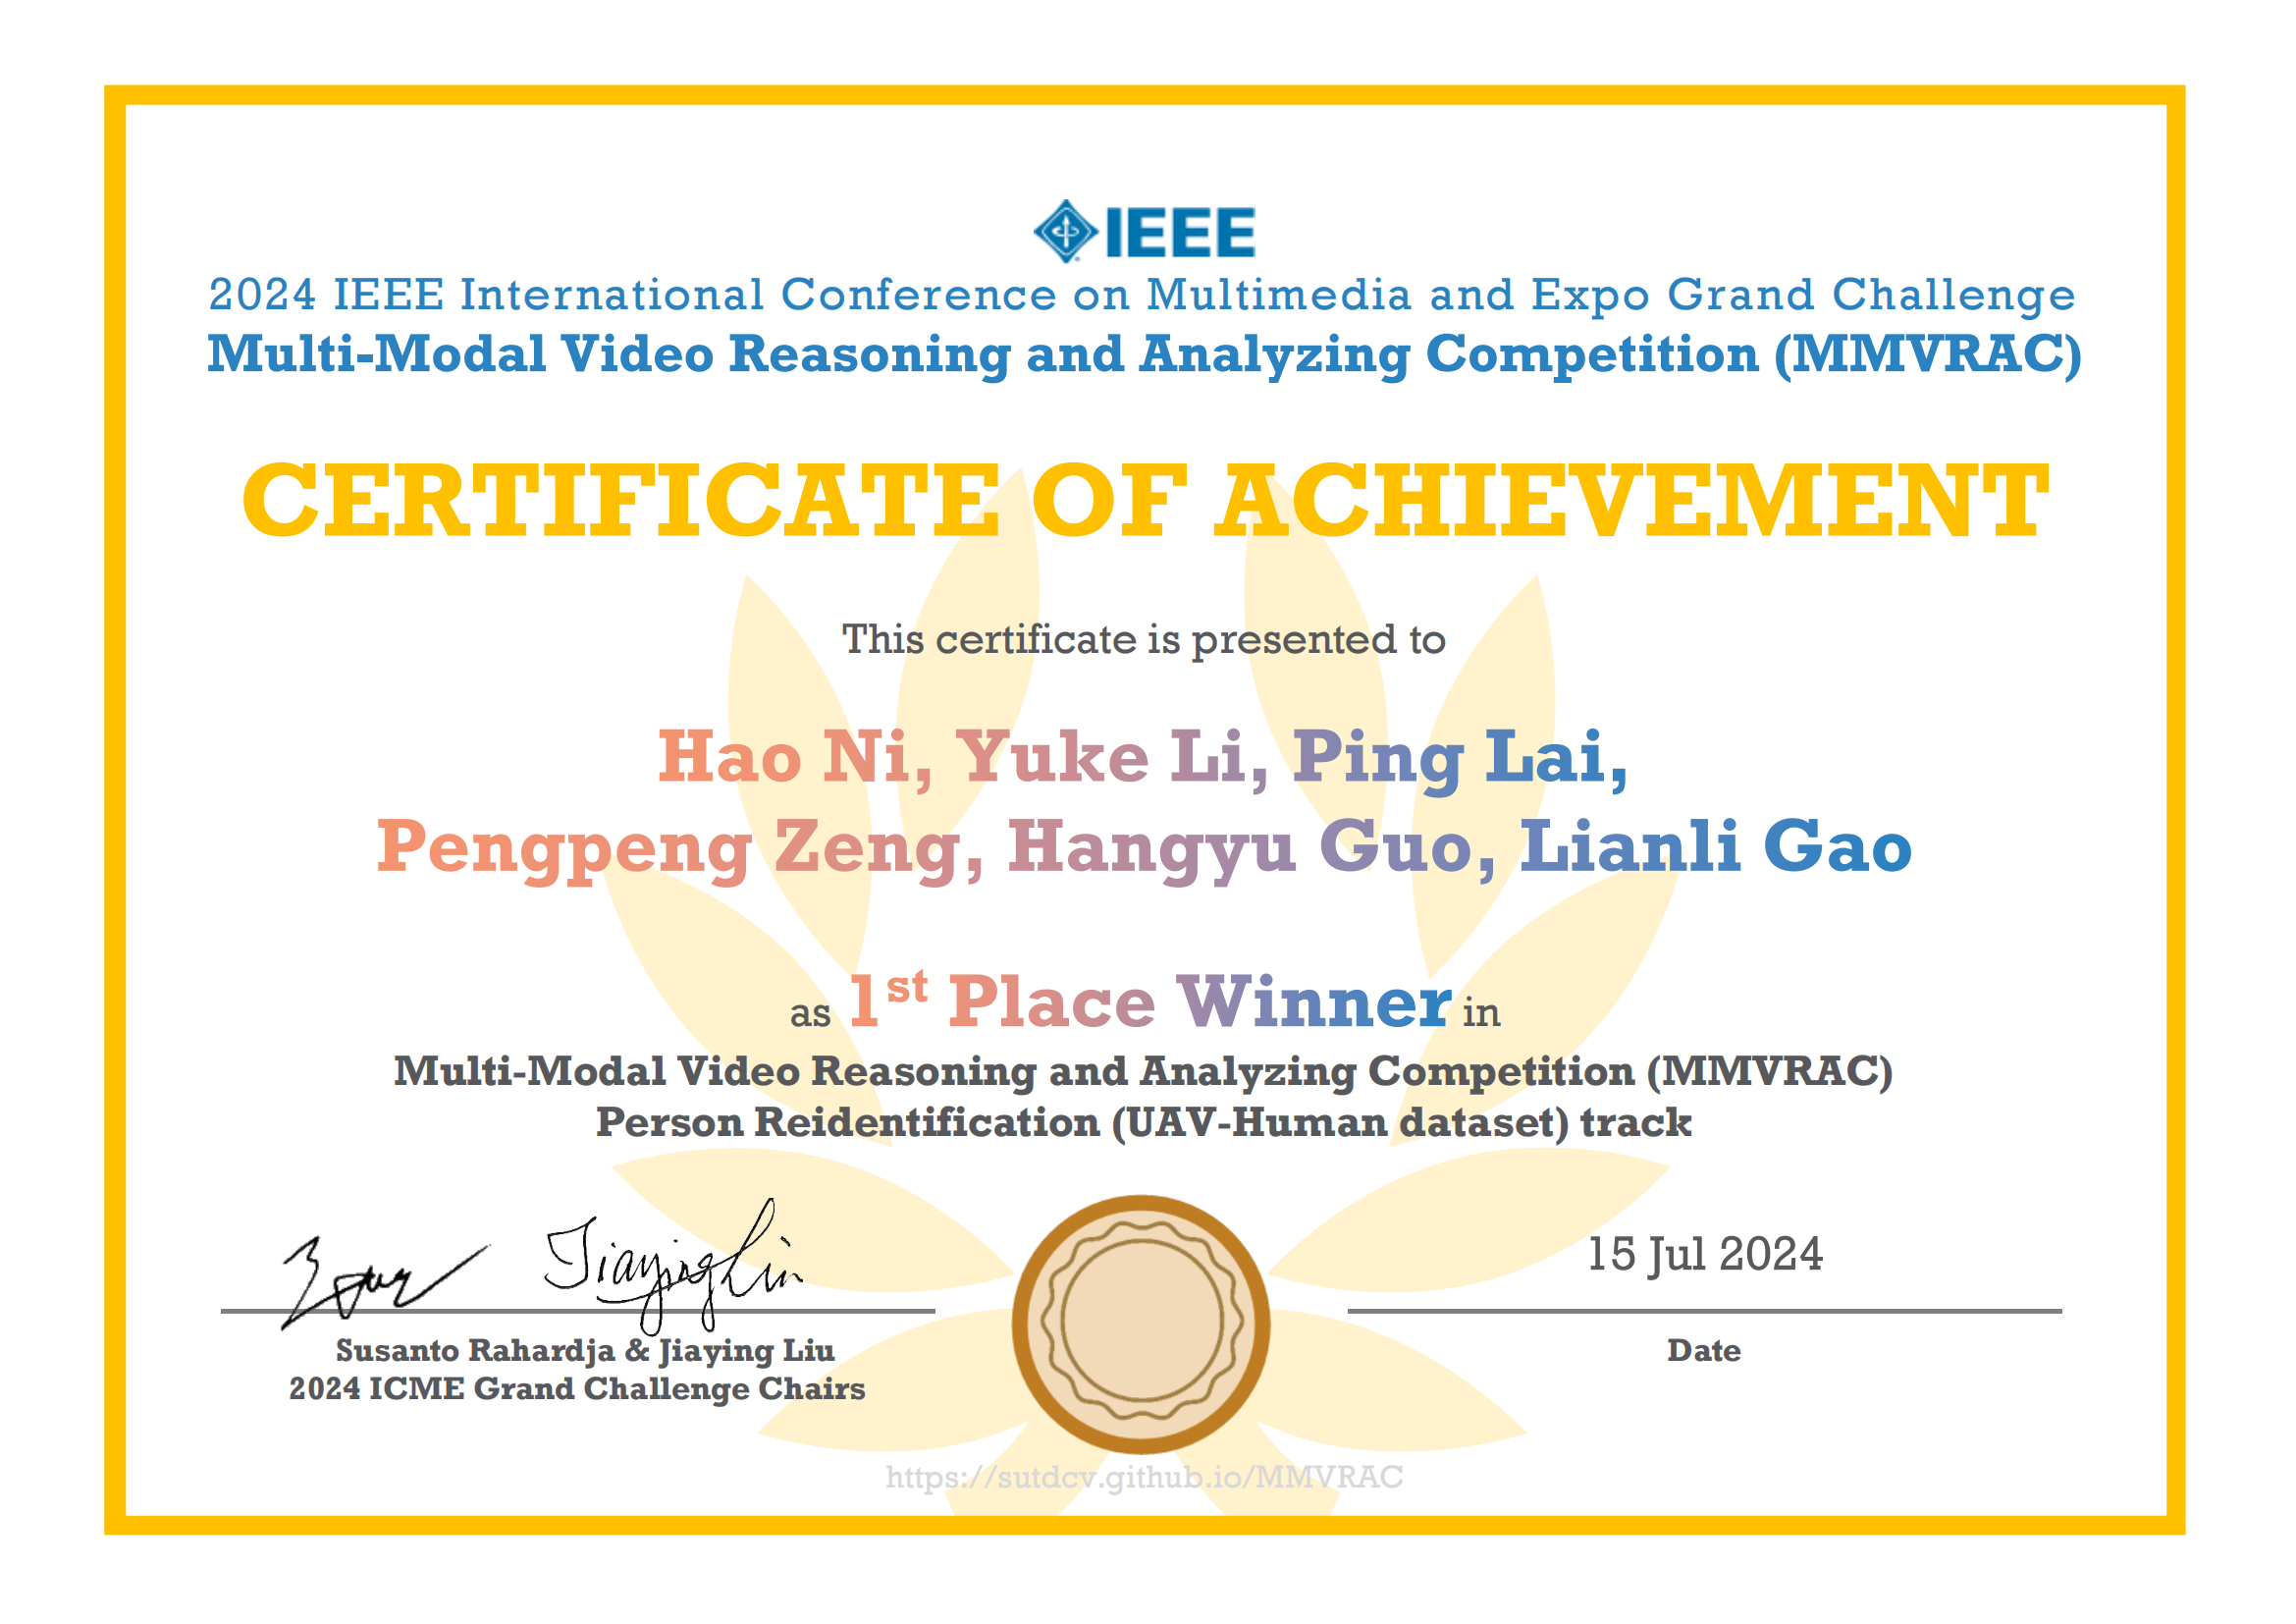 IEEE
2024 IEEE International Conference on Multimedia and Expo Grand Challenge
Multi-Modal Video Reasoning and Analyzing Competition (MMVRAC)
CERTIFICATE OF ACHIEVEMENT
This certificate is presented to
Hao Ni, Yuke Li, Ping Lai,
Pengpeng Zeng, Hangyu Guo, Lianli Gao
as 1st Place Winner in
Multi-Modal Video Reasoning and Analyzing Competition (MMVRAC)
Person Reidentification (UAV-Human dataset) track
15 Jul 2024
Susanto Rahardja & Jiaying Liu
2024 ICME Grand Challenge Chairs
Date
https://sutdcv.github.io/MMVRAC